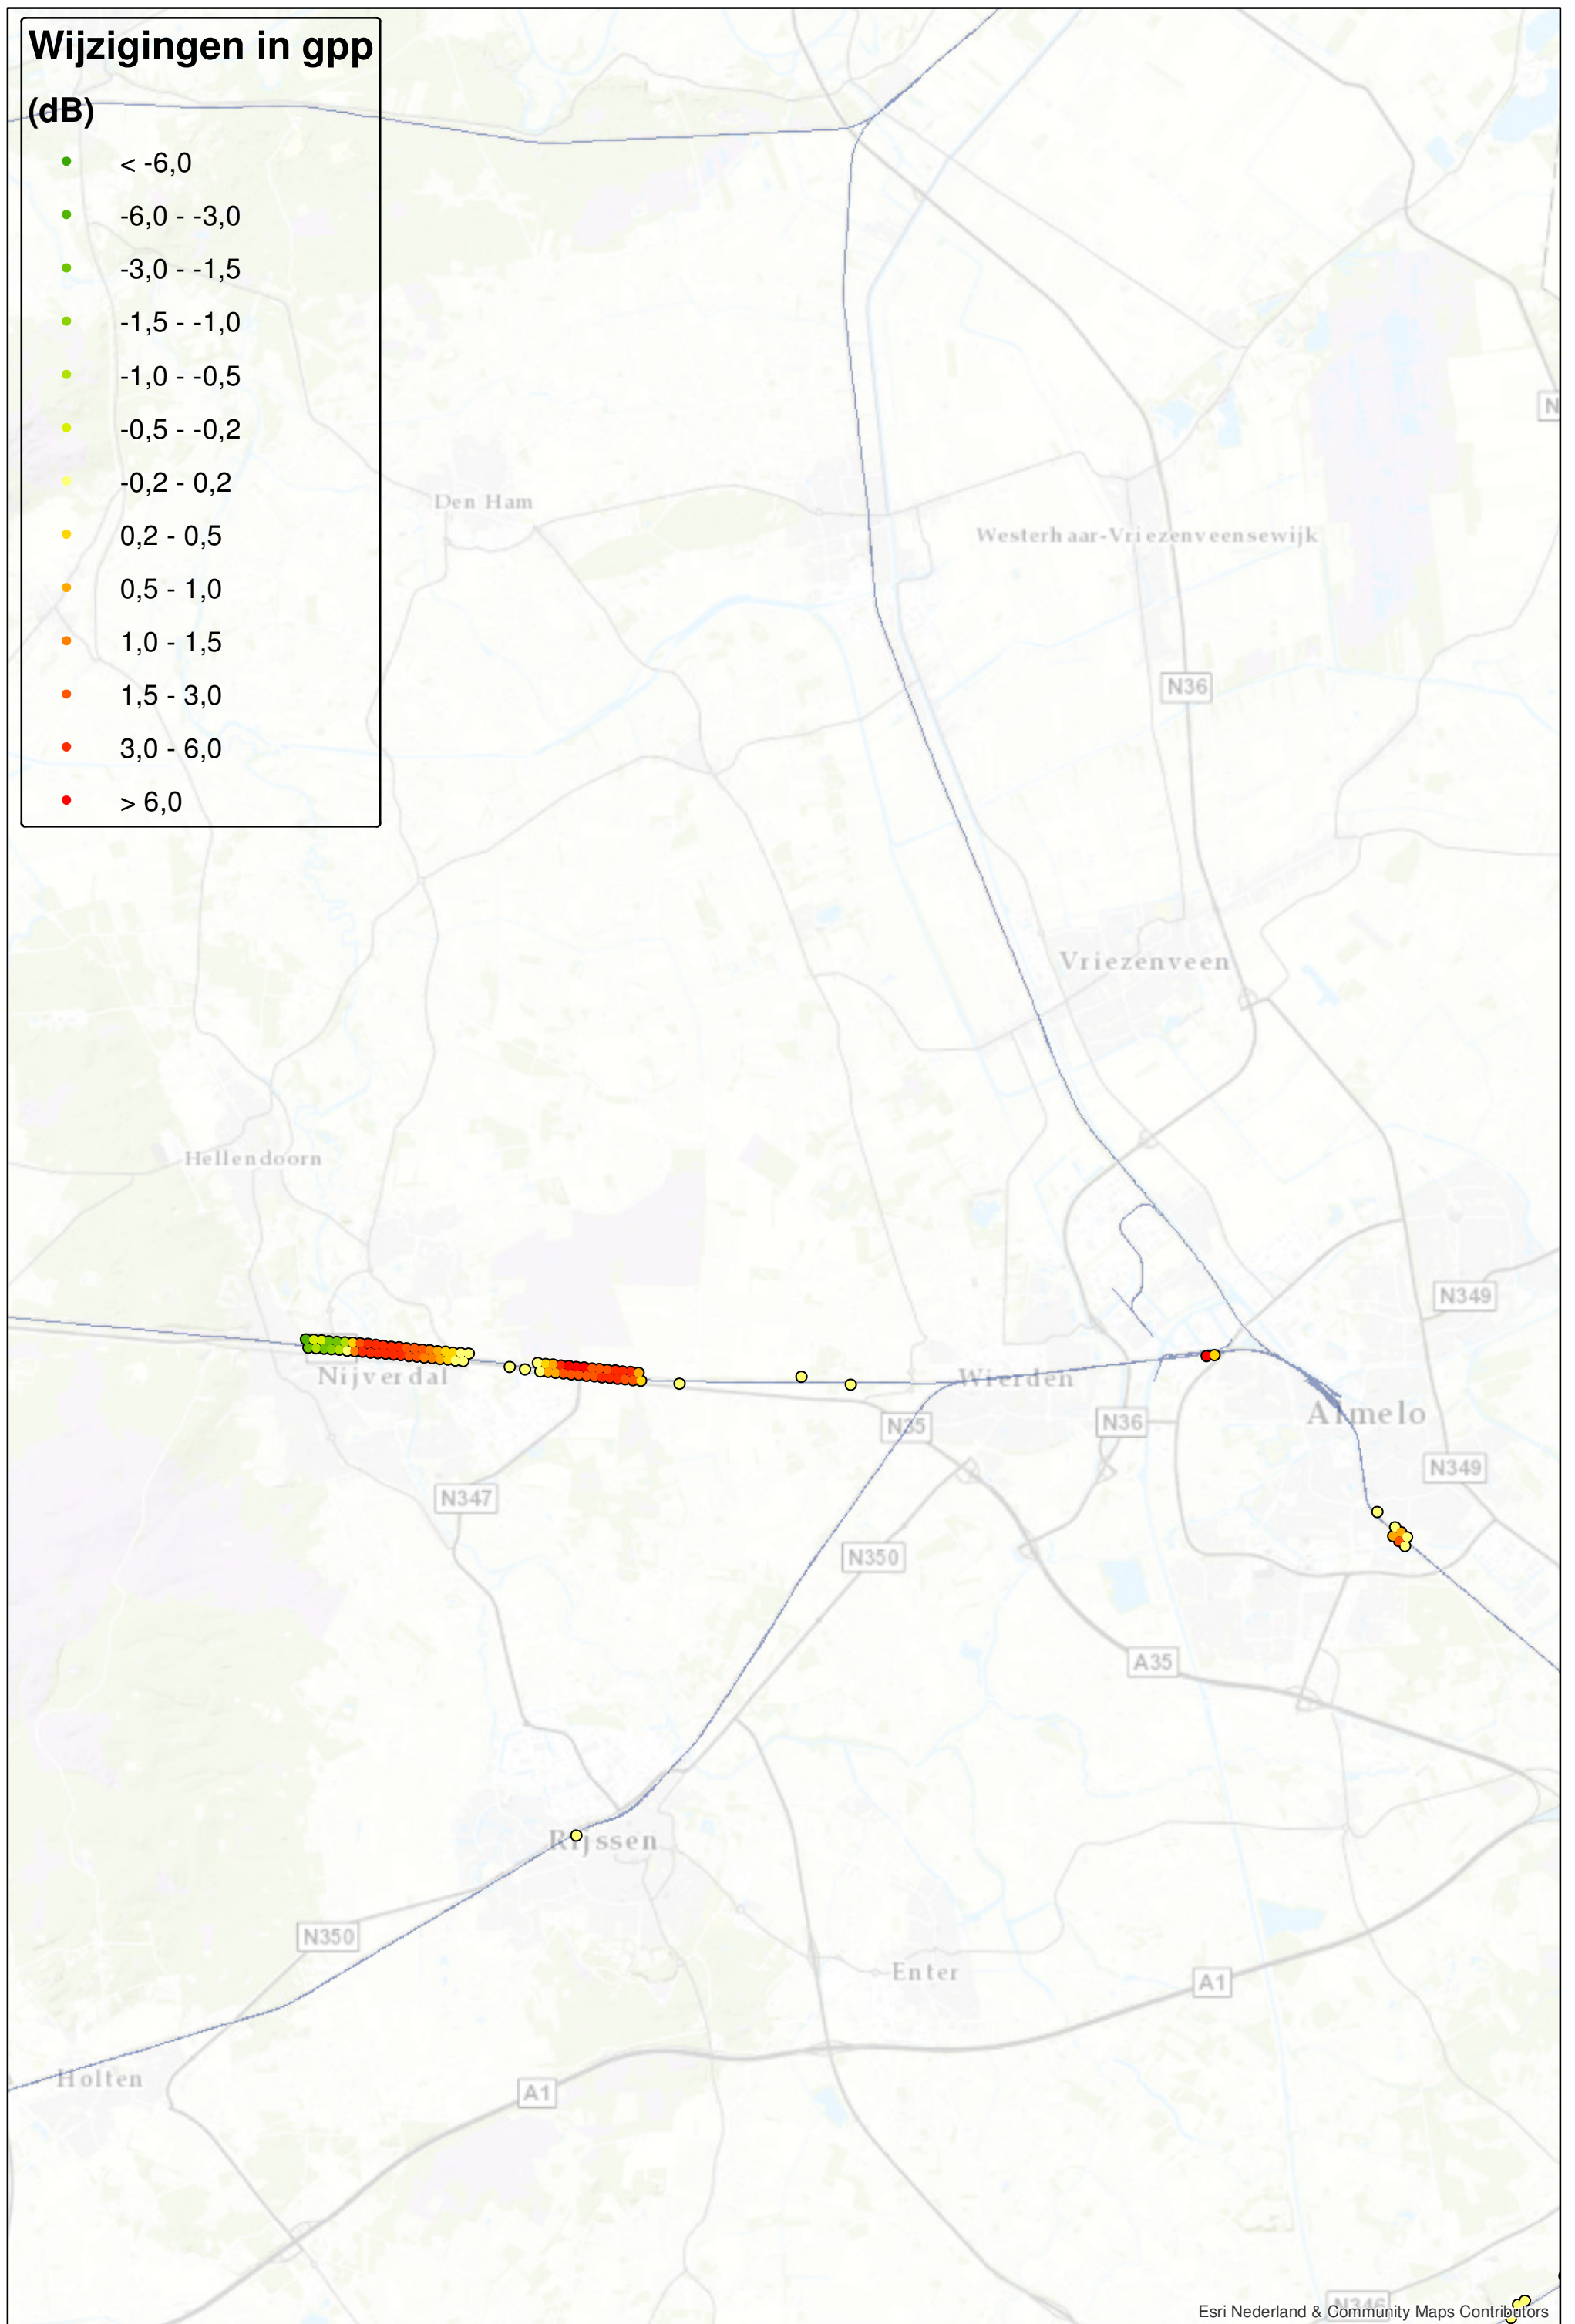 Wijzigingen in gpp
(dB)
< -6,0
-6,0 - -3,0
-3,0 - -1,5
-1,5 - -1,0
-1,0 - -0,5
-0,5 - -0,2
-0,2 - 0,2
0,2 - 0,5
0,5 - 1,0
1,0 - 1,5
1,5 - 3,0
3,0 - 6,0
> 6,0
N
Den Ham
Westerhaar-Vriezenveensewijk
N36
Vriezenveen
Hellendoorn
N349
Nijverdal
Wierden
Almelo
N35
N36
N349
N347
N350
A35
Rijssen
N350
Enter
A1
Holten
A1
N346
Esri Nederland & Community Maps Contributors